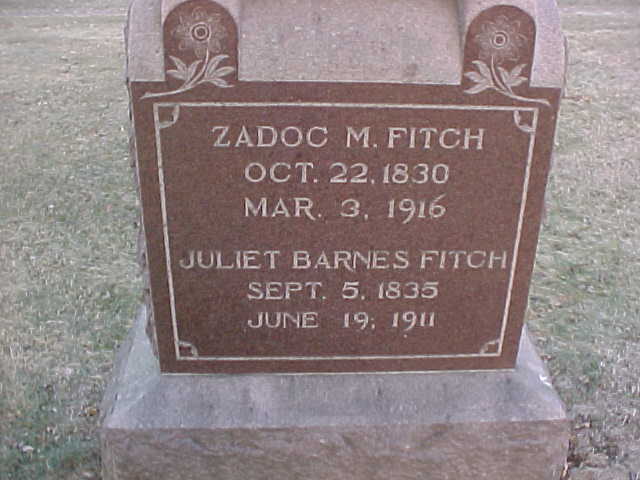 ZADOC M. FITCH
OCT. 22, 1830
MAR. 3, 1916
JULIET BARNES FITCH
SEPT. 5, 1835
JUNE 19, 1911